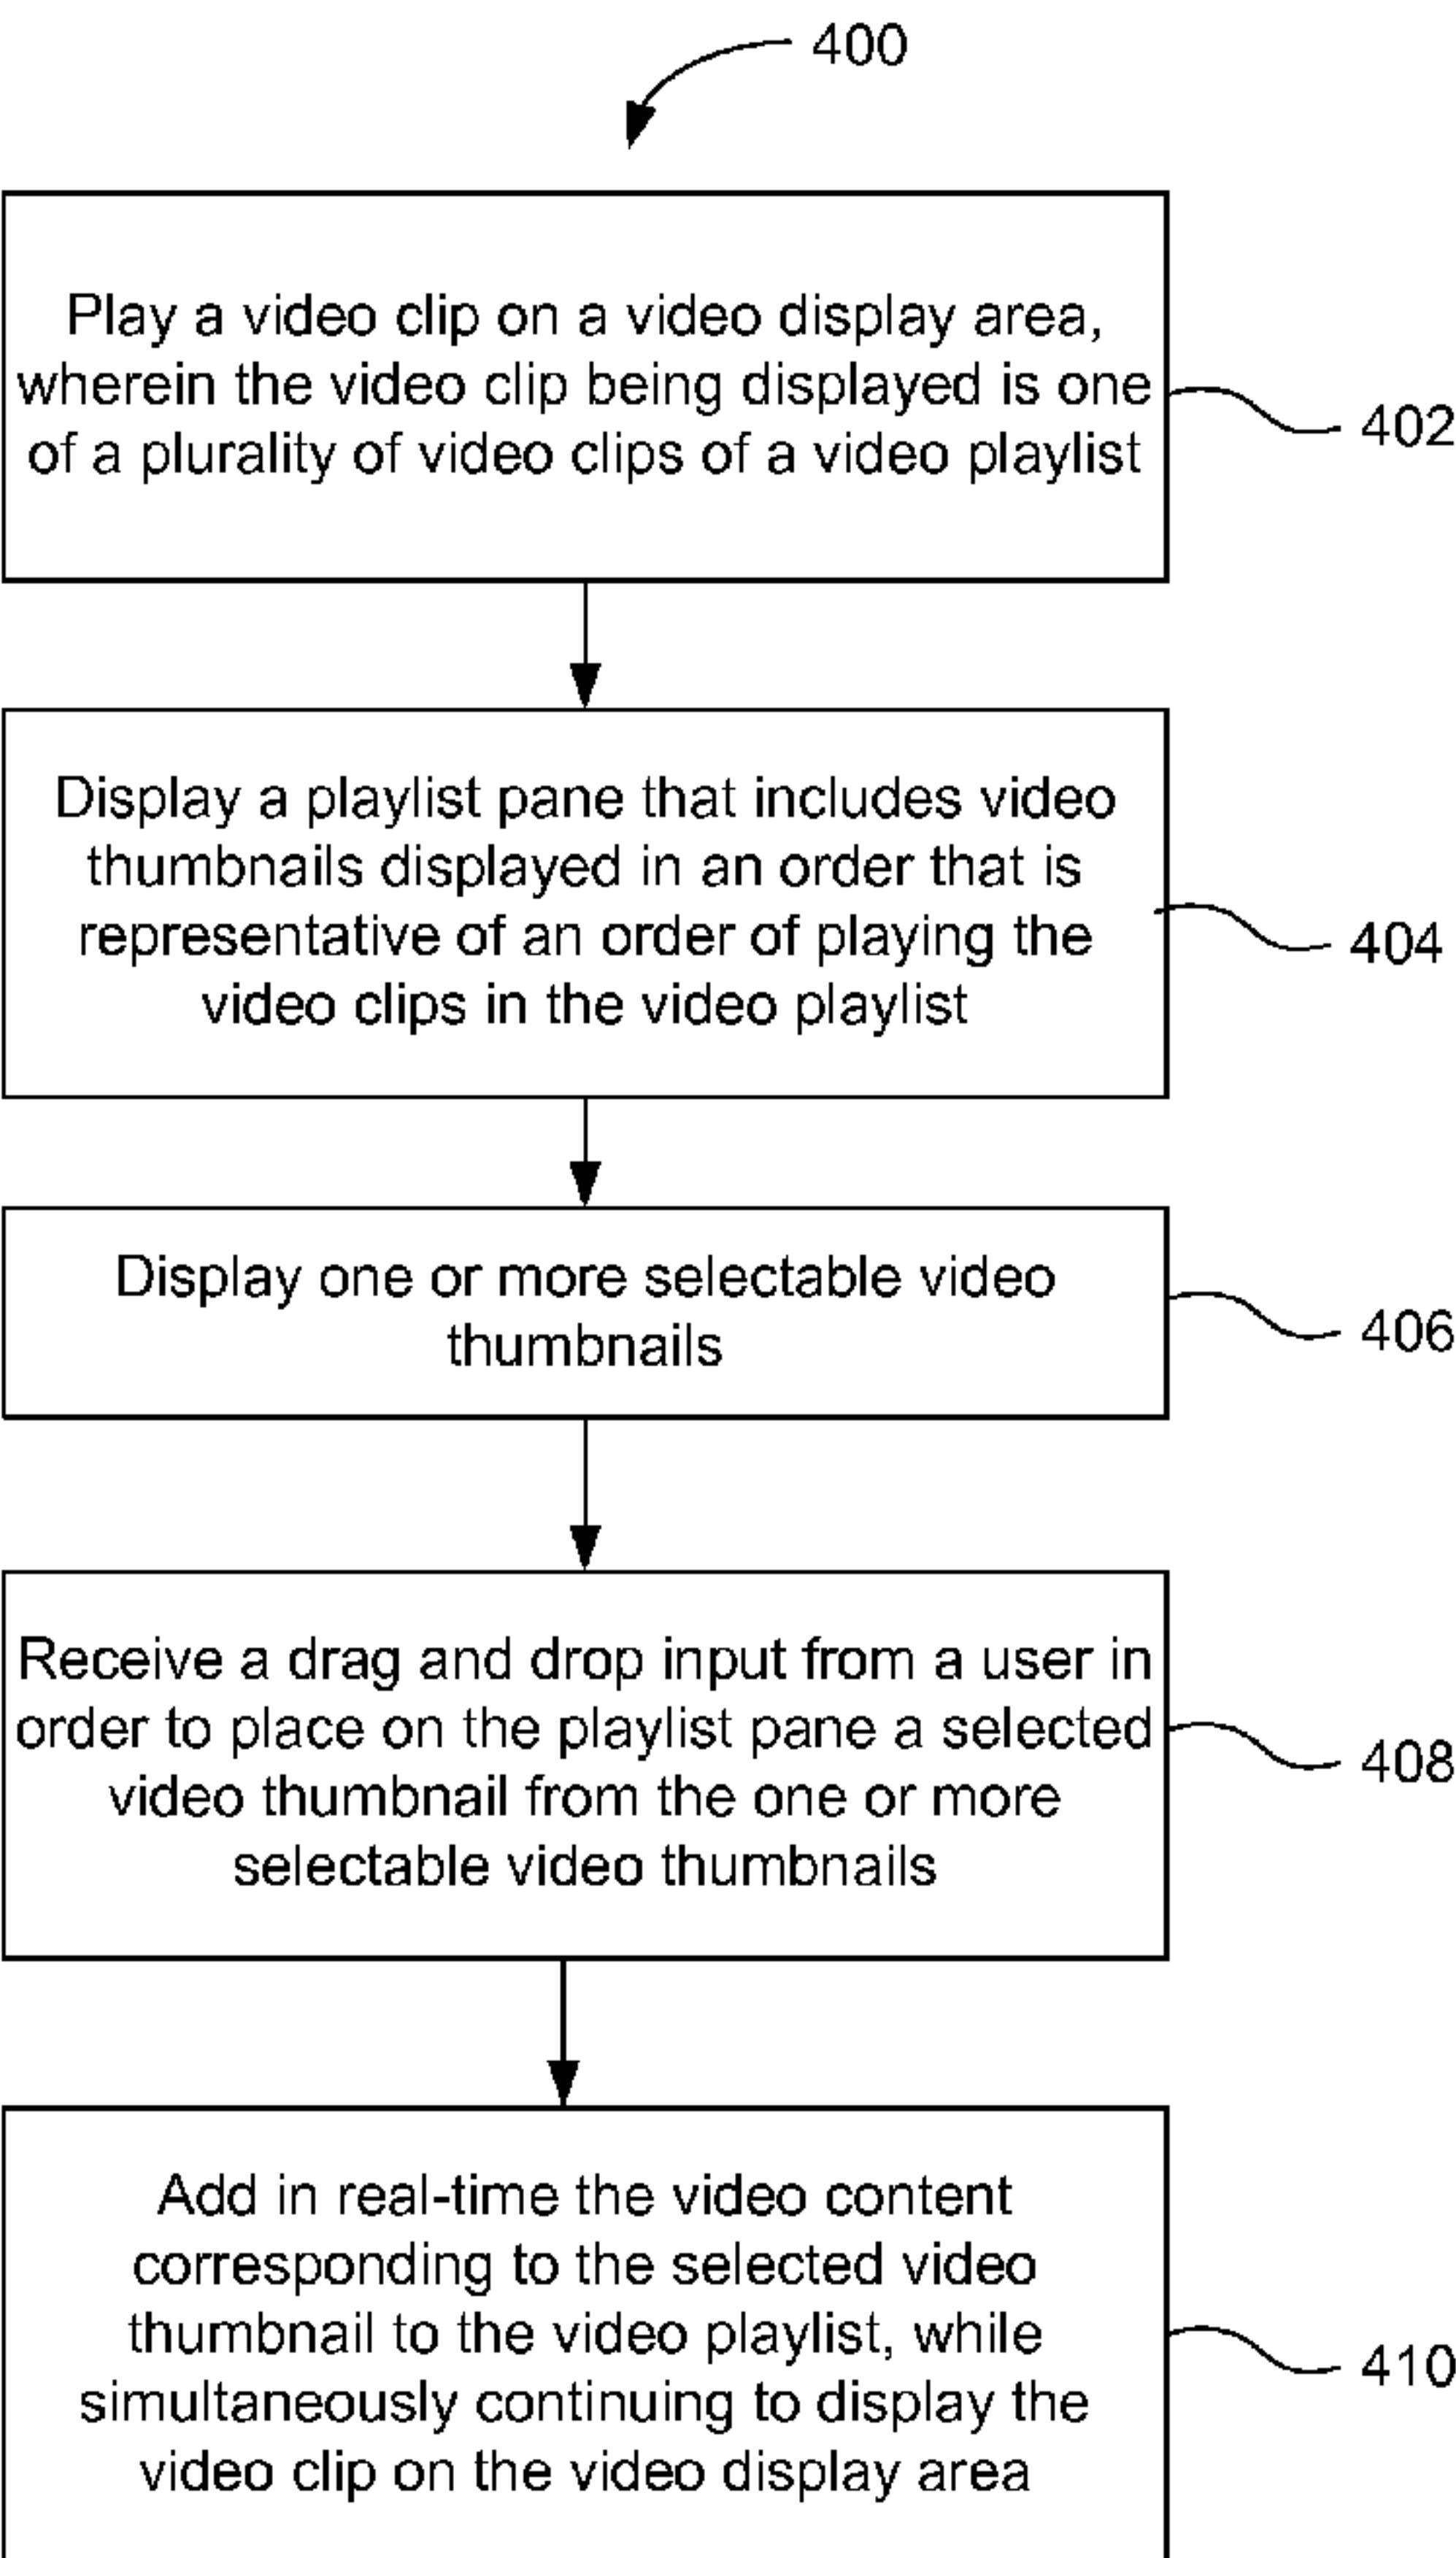 400
Play a video clip on a video display area,
wherein the video clip being displayed is one
of a plurality of video clips of a video playlist
402
Display a playlist pane that includes video
thumbnails displayed in an order that is
representative of an order of playing the
video clips in the video playlist
404
Display one or more selectable video
thumbnails
406
Receive a drag and drop input from a user in
order to place on the playlist pane a selected
video thumbnail from the one or more
selectable video thumbnails
408
Add in real-time the video content
corresponding to the selected video
thumbnail to the video playlist, while
simultaneously continuing to display the
video clip on the video display area
410